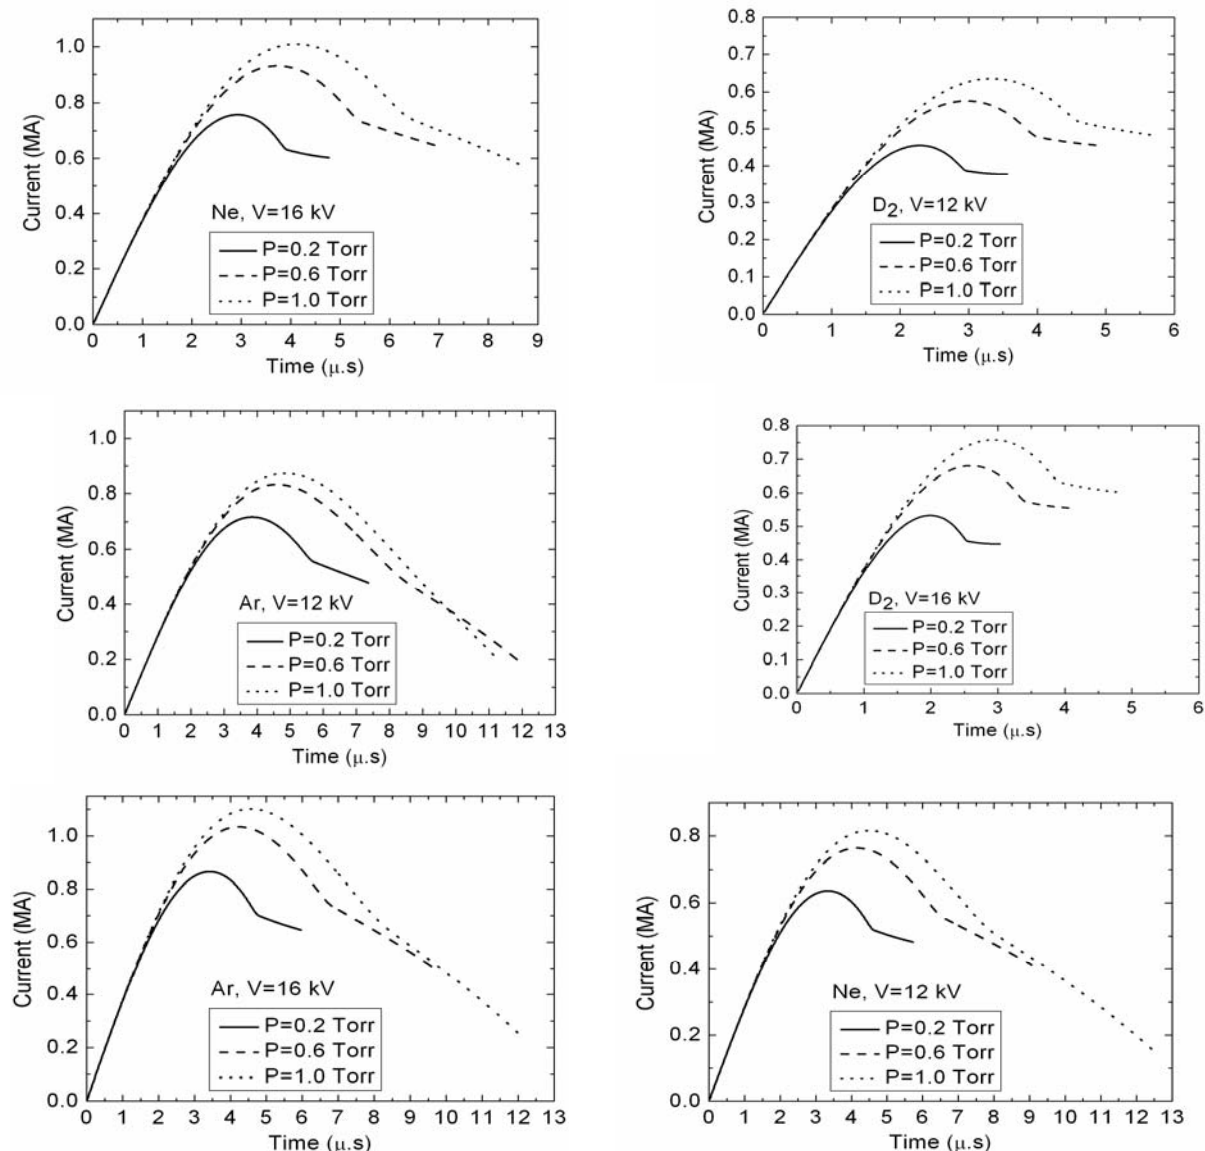 Current (MA)
1.0
0.8
0.6
0.4
0.2
0.0
Ne, V=16 kV
P=0.2 Torr
P=0.6 Torr
P=1.0 Torr
0 1 2 3 4 5 6 7 8 9
Time (μ.s)
Current (MA)
0.8
0.7
0.6
0.5
0.4
0.3
0.2
0.1
0.0
D2, V=12 kV
P=0.2 Torr
P=0.6 Torr
P=1.0 Torr
0 1 2 3 4 5 6
Time (μ.s)
Current (MA)
1.0
0.8
0.6
0.4
0.2
0.0
Ar, V=12 kV
P=0.2 Torr
P=0.6 Torr
P=1.0 Torr
0 1 2 3 4 5 6 7 8 9 10 11 12 13
Time (μ.s)
Current (MA)
0.8
0.7
0.6
0.5
0.4
0.3
0.2
0.1
0.0
D2, V=16 kV
P=0.2 Torr
P=0.6 Torr
P=1.0 Torr
0 1 2 3 4 5 6
Time (μ.s)
Current (MA)
1.0
0.8
0.6
0.4
0.2
0.0
Ar, V=16 kV
P=0.2 Torr
P=0.6 Torr
P=1.0 Torr
0 1 2 3 4 5 6 7 8 9 10 11 12 13
Time (μ.s)
Current (MA)
0.8
0.6
0.4
0.2
0.0
Ne, V=12 kV
P=0.2 Torr
P=0.6 Torr
P=1.0 Torr
0 1 2 3 4 5 6 7 8 9 10 11 12 13
Time (μ.s)